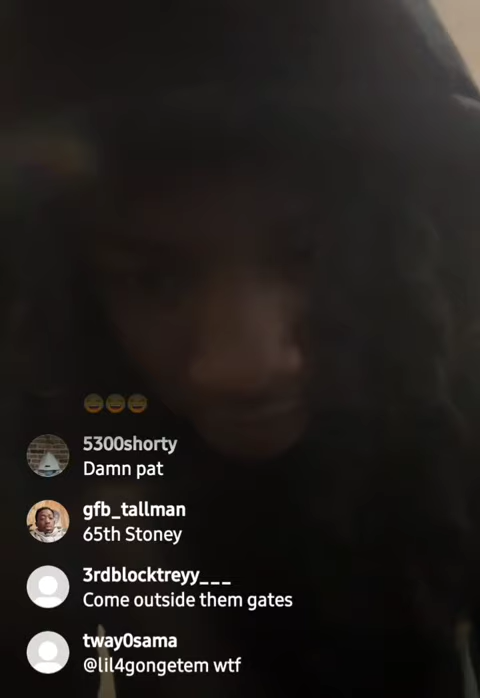 5300shorty
Damn pat
gfb_tallman
65th Stoney
3rdblocktreyy___
Come outside them gates
tway0sama
@lil4gongetem wtf